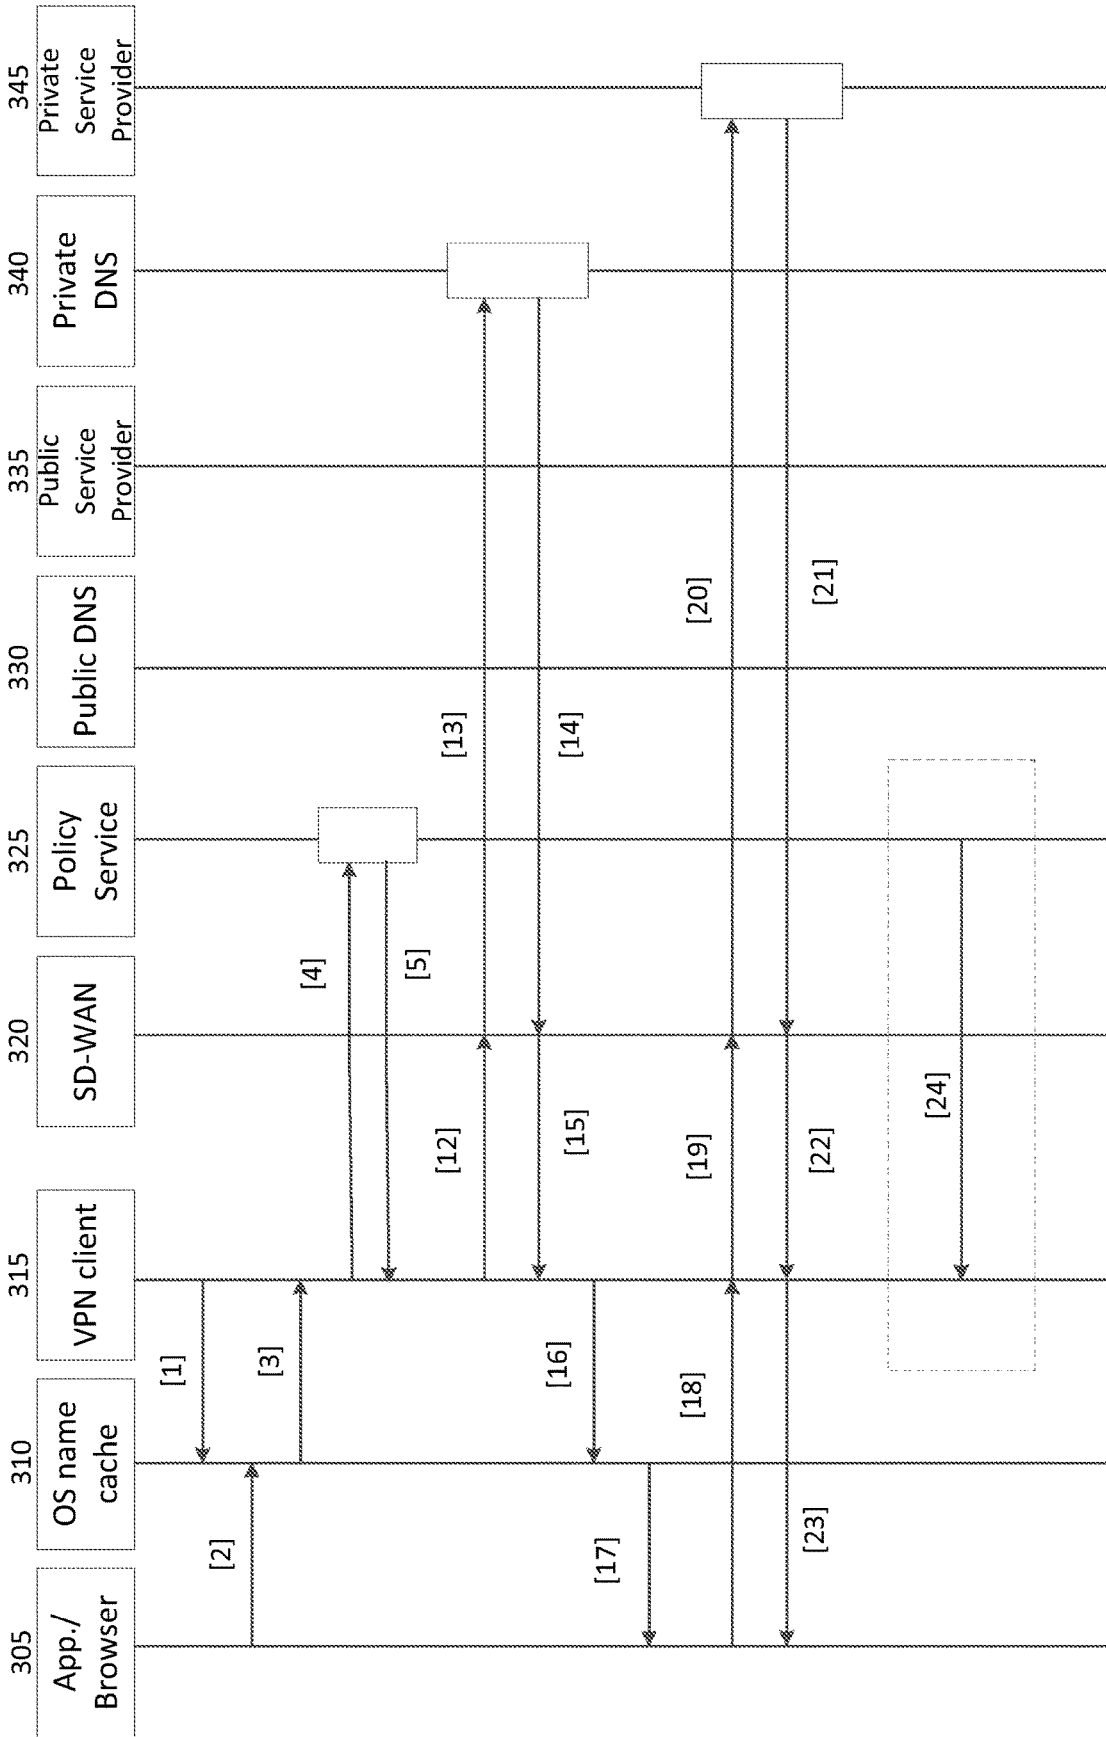 305
App./
Browser
310
OS name
cache
315
VPN client
320
SD-WAN
325
Policy
Service
330
Public DNS
335
Public
Service
Provider
340
Private
DNS
345
Private
Service
Provider
[1]
[2]
[3]
[4]
[5]
[12]
[13]
[14]
[15]
[16]
[17]
[18]
[19]
[20]
[21]
[22]
[23]
[24]